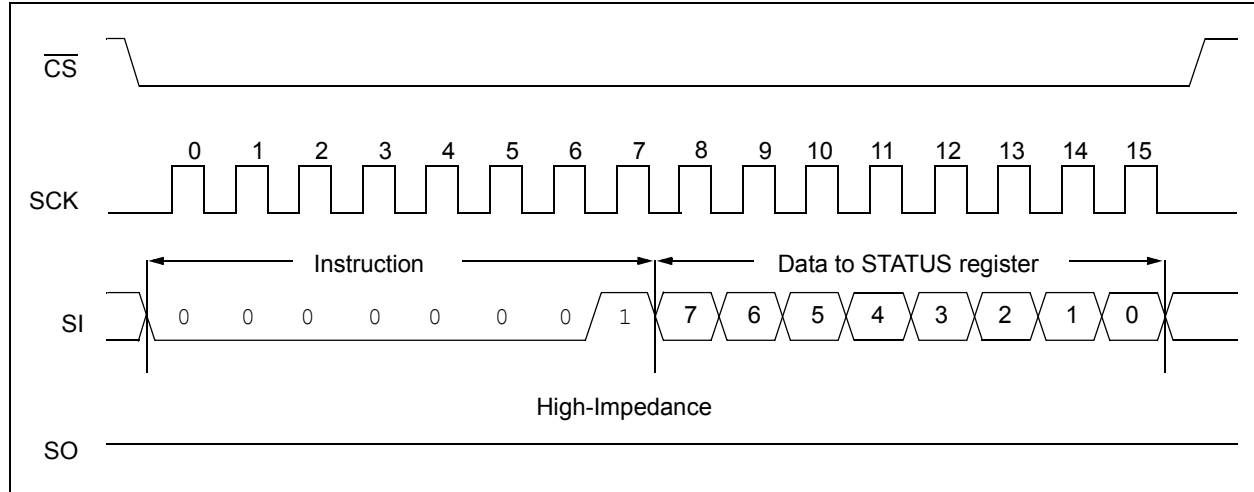 CS
0 1 2 3 4 5 6 7 8 9 10 11 12 13 14 15
SCK
Instruction Data to STATUS register
SI 0 0 0 0 0 0 0 1 7 6 5 4 3 2 1 0
High-Impedance
SO